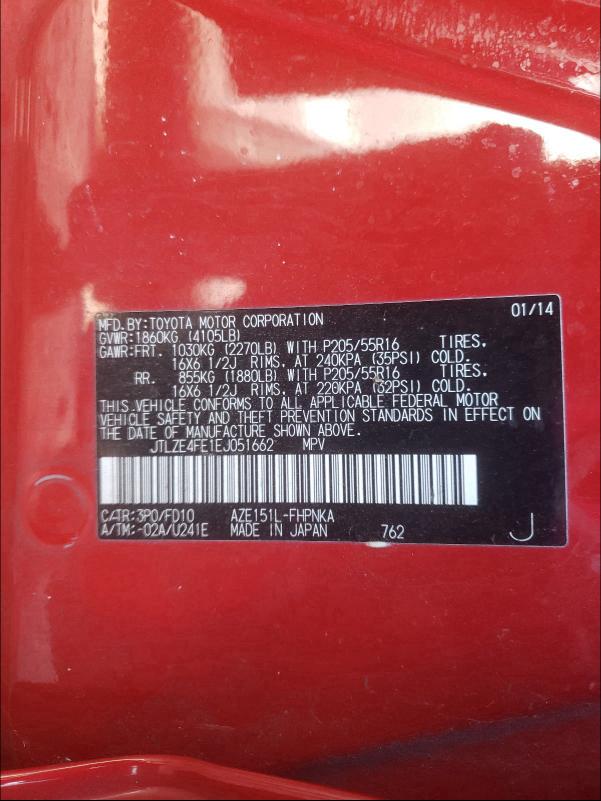 01/14
MFD.BY:TOYOTA MOTOR CORPORATION
GVWR:1860KG (4105LB)
GAWR:FRT. 1030KG (2270LB) WITH P205/55R16 TIRES,
16X6 1/2J RIMS, AT 240KPA (35PSI) COLD.
RR. 855KG (1880LB) WITH P205/55R16 TIRES,
16X6 1/2J RIMS, AT 220KPA (32PSI) COLD.
THIS VEHICLE CONFORMS TO ALL APPLICABLE FEDERAL MOTOR
VEHICLE SAFETY AND THEFT PREVENTION STANDARDS IN EFFECT ON
THE DATE OF MANUFACTURE SHOWN ABOVE.
JTLZE4FE1EJ051662 MPV
C/TR:3P0/FD10 AZE151L-FHPNKA
A/TM:-02A/U241E MADE IN JAPAN 762 J